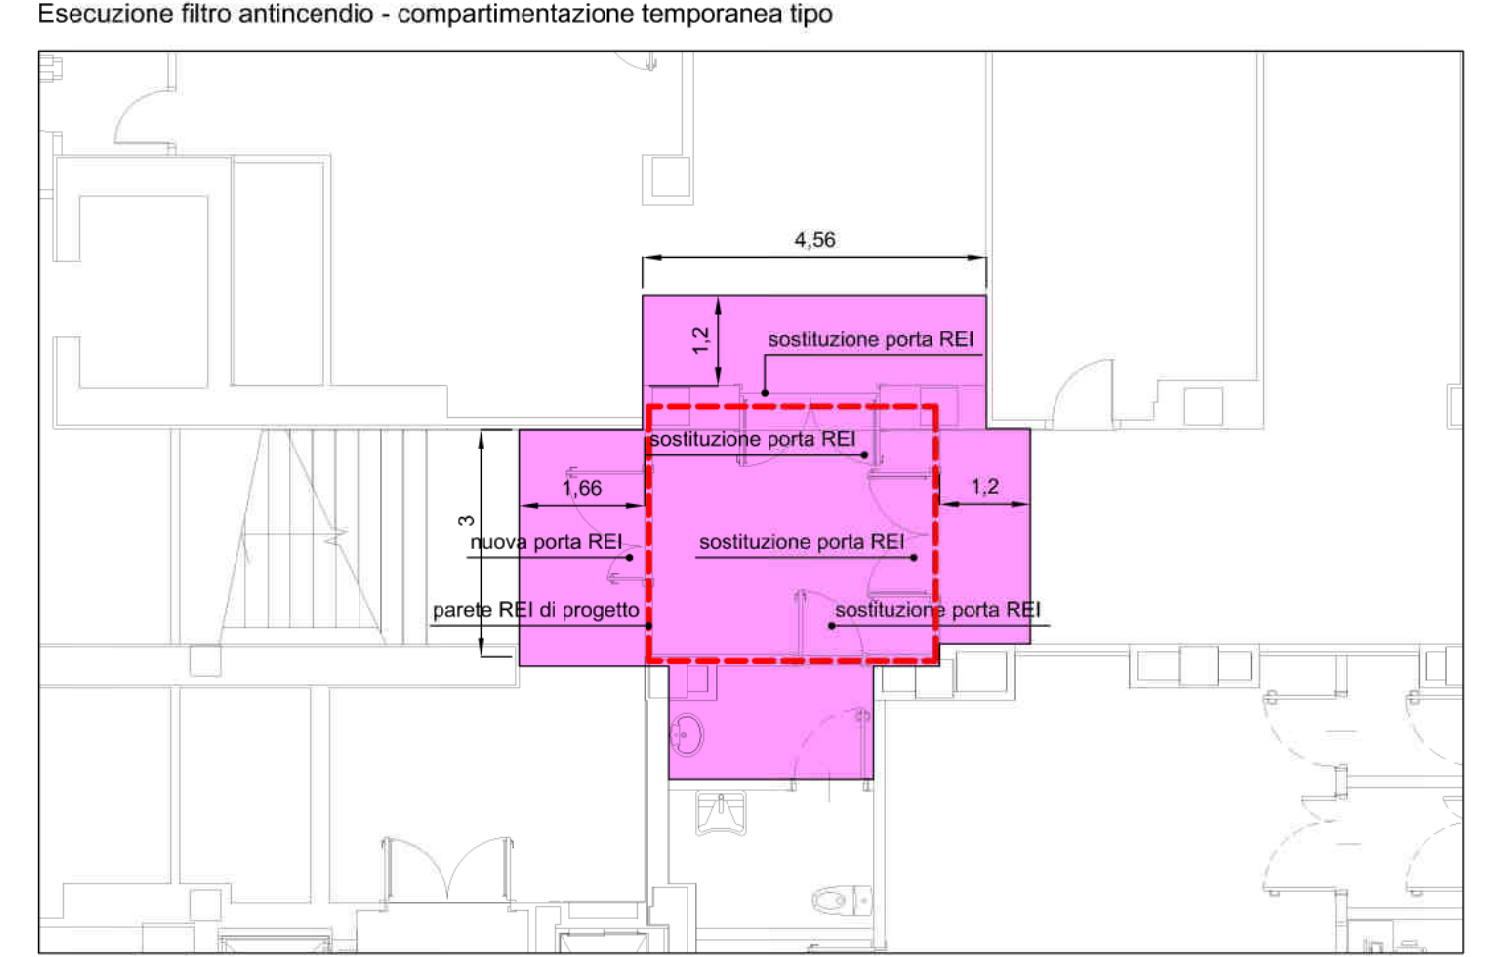 Esecuzione filtro antincendio - compartimentazione temporanea tipo
4,56
1,2
sostituzione porta REI
sostituzione porta REI
1,66
1,2
3
nuova porta REI
sostituzione porta REI
parete REI di progetto
sostituzione porta REI